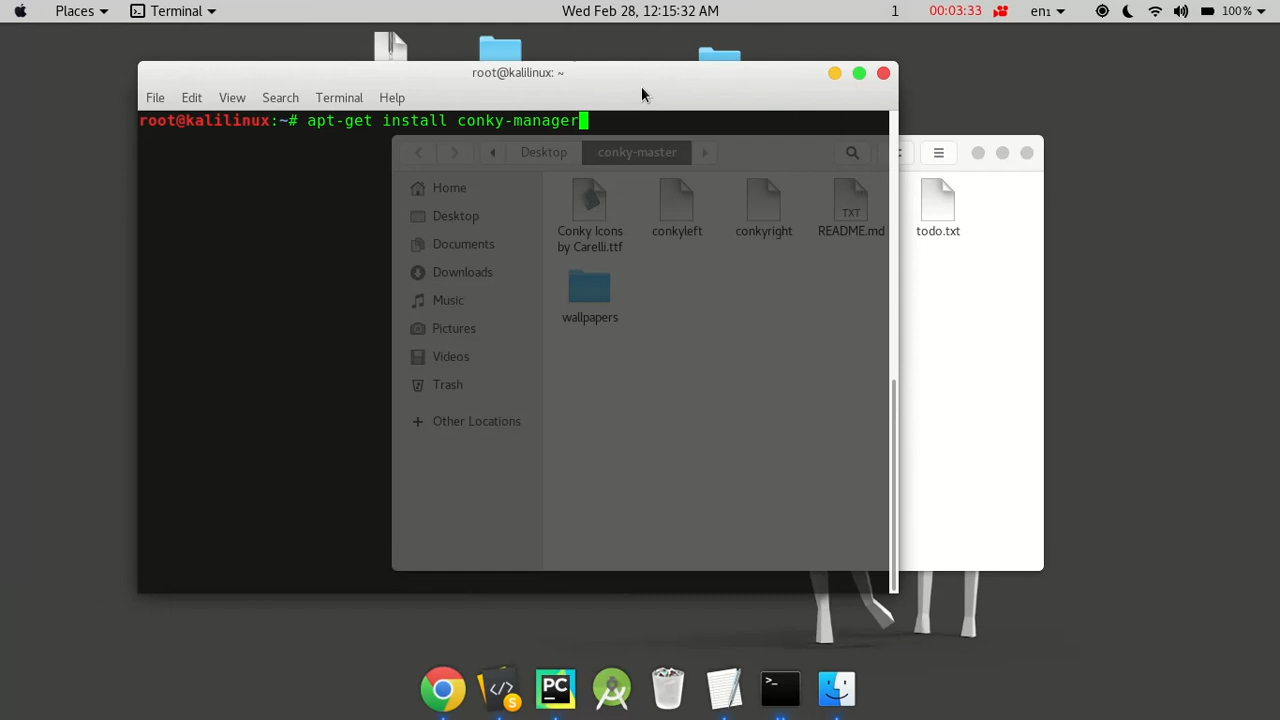 Places
Terminal
Wed Feb 28, 12:15:32 AM
1
00:03:33
en₁
100%
root@kalilinux: ~
File Edit View Search Terminal Help
root@kalilinux:~# apt-get install conky-manager
Desktop
conky-master
Home
Desktop
Documents
Downloads
Music
Pictures
Videos
Trash
Other Locations
Conky Icons
by Carelli.ttf
conkyleft
conkyright
TXT
README.md
todo.txt
wallpapers
</>
S
PC
>_